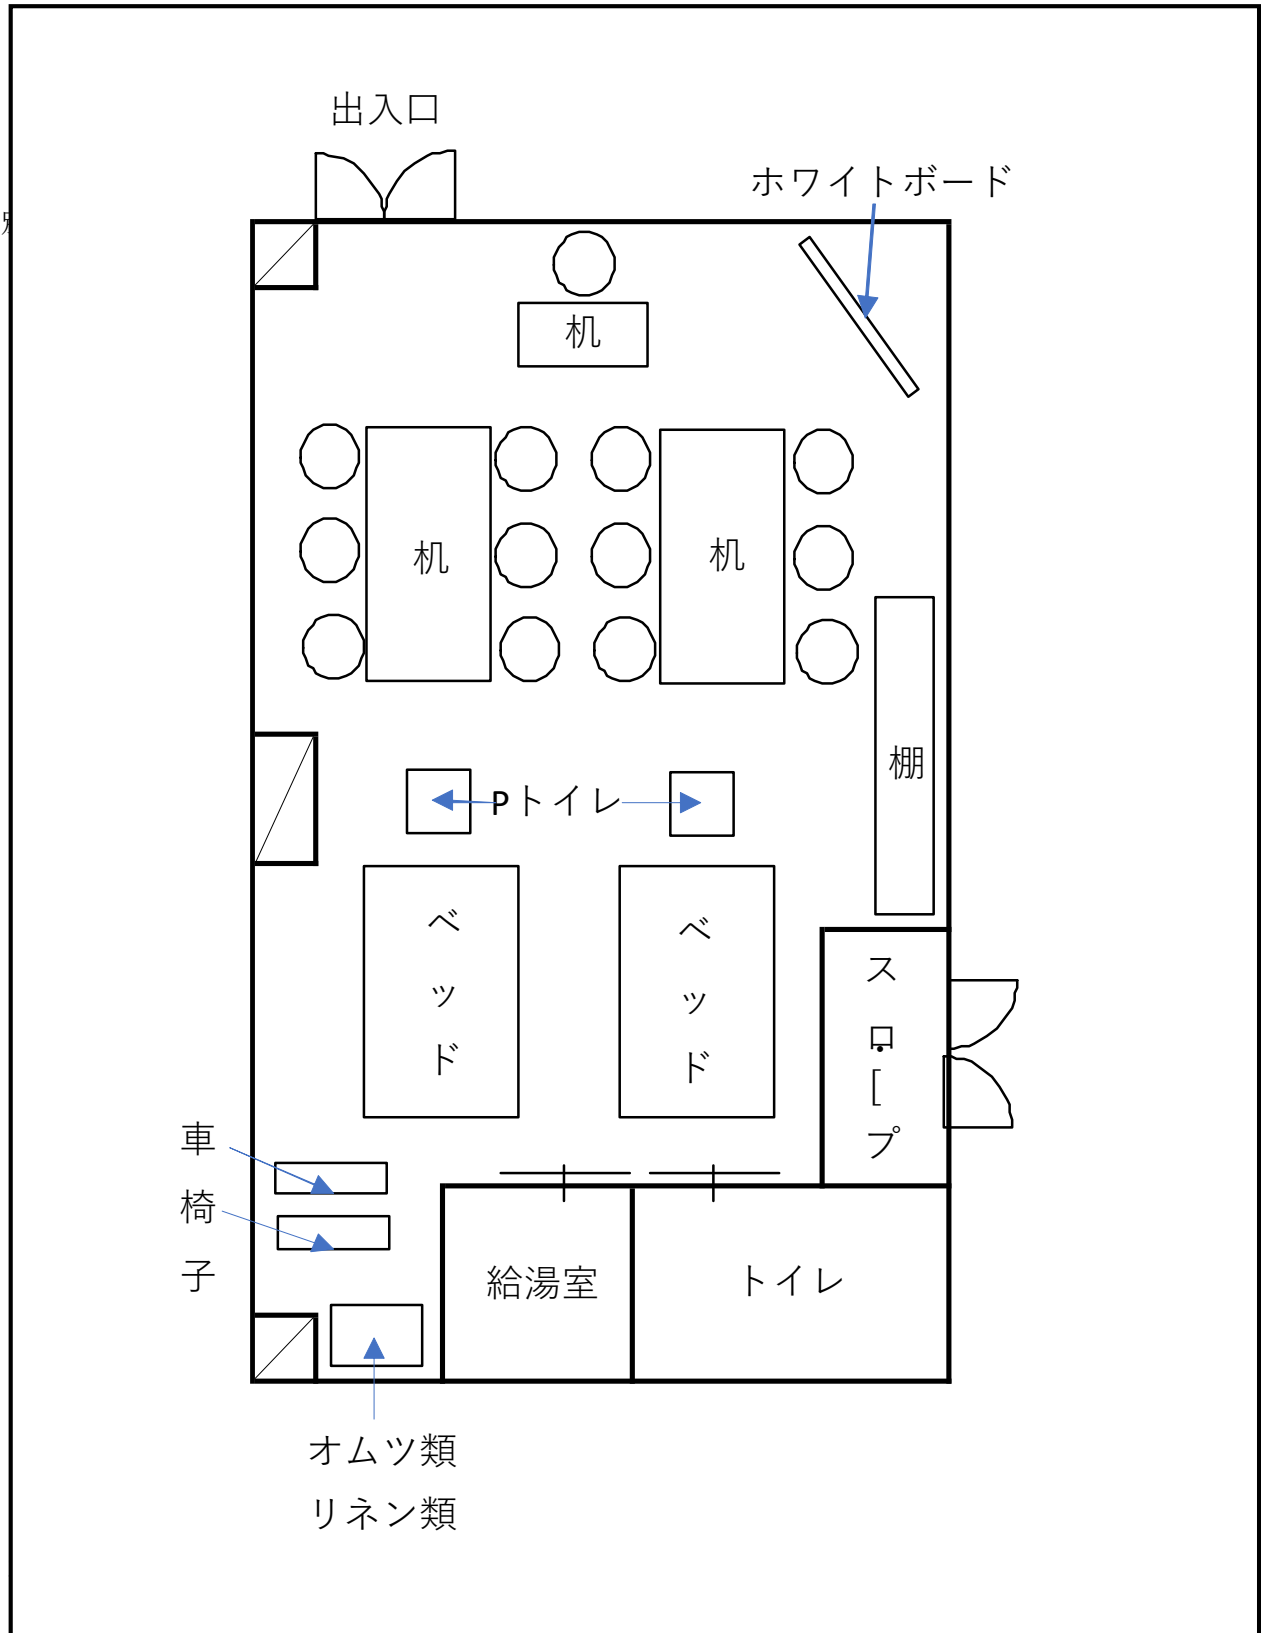 出入口
ホワイトボード
机
机
机
棚
Pトイレ
ベッド
ベッド
スロープ
車椅子
給湯室
トイレ
オムツ類
リネン類